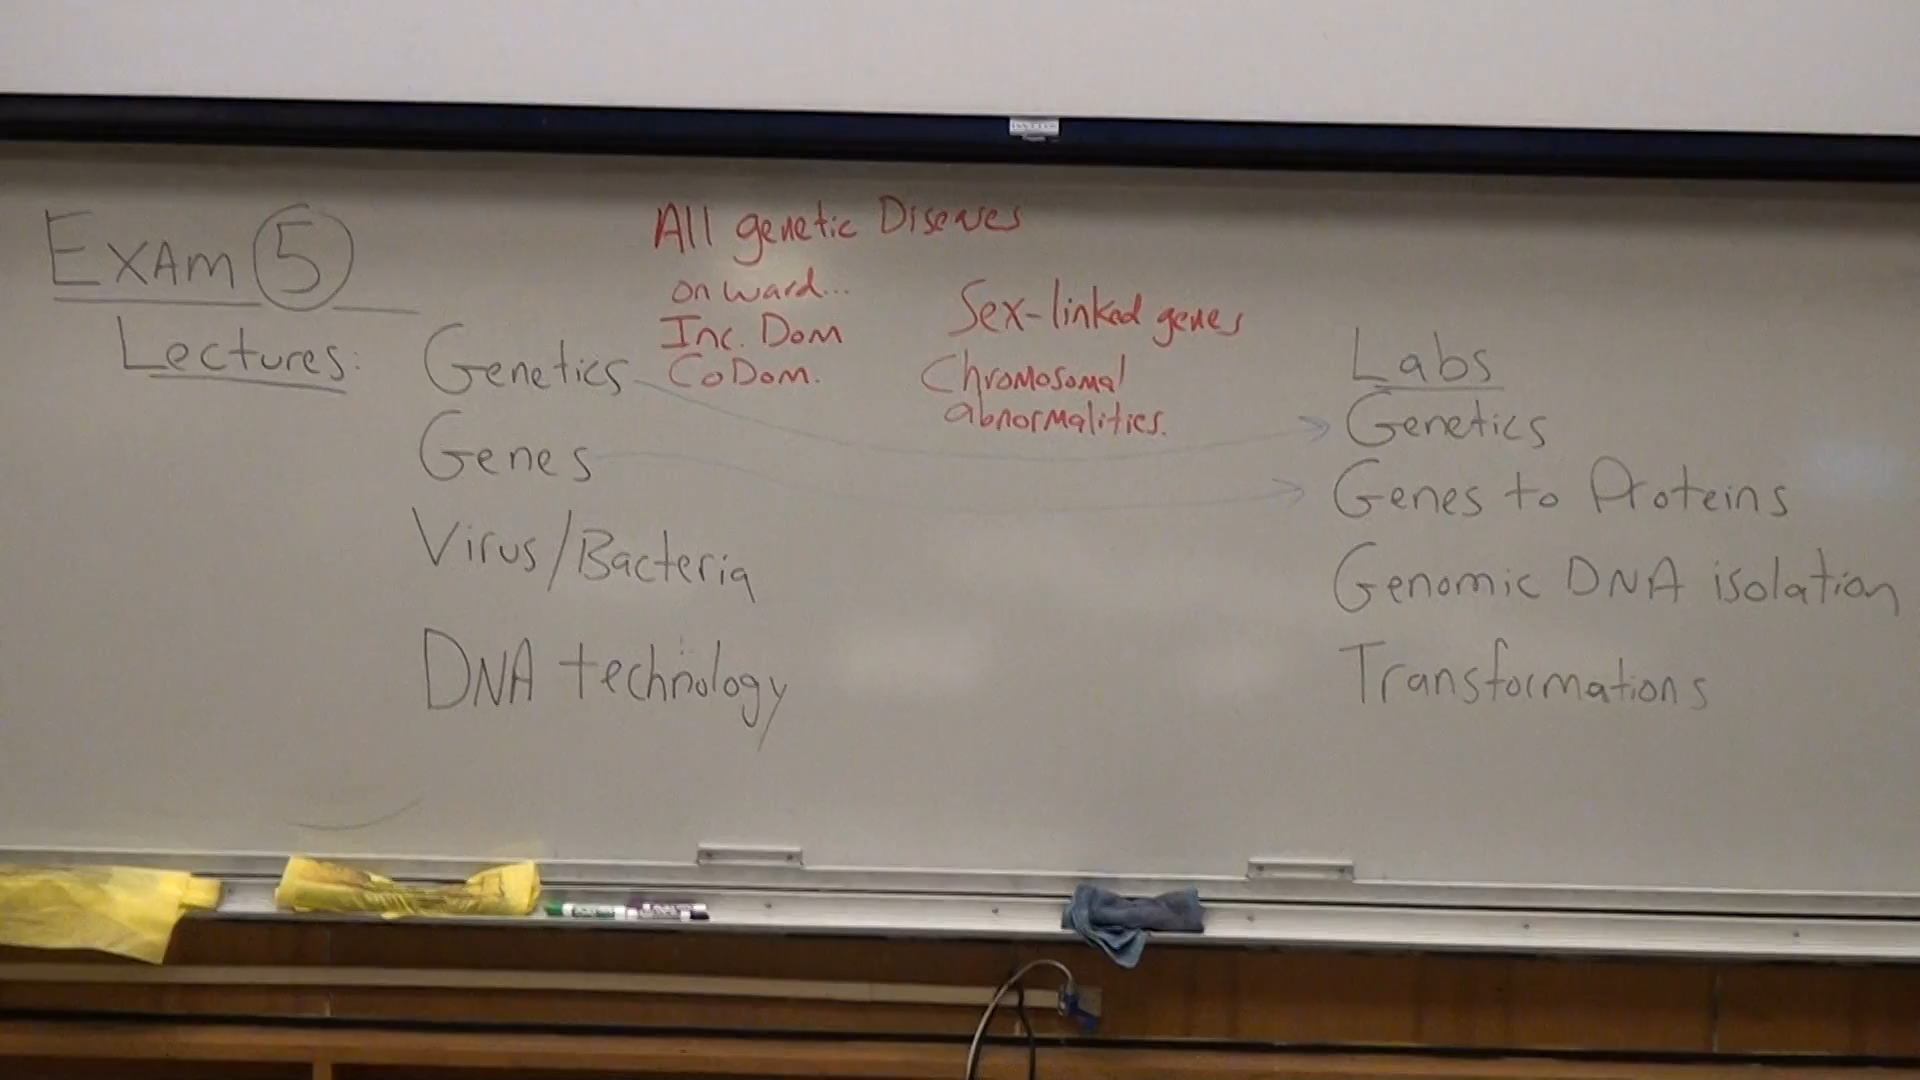 Exam 5
Lectures:
Genetics
Genes
Virus/Bacteria
DNA technology
All genetic Diseases
onward...
Inc. Dom
CoDom.
Sex-linked genes
Chromosomal
abnormalities.
Labs
Genetics
Genes to Proteins
Genomic DNA isolation
Transformations